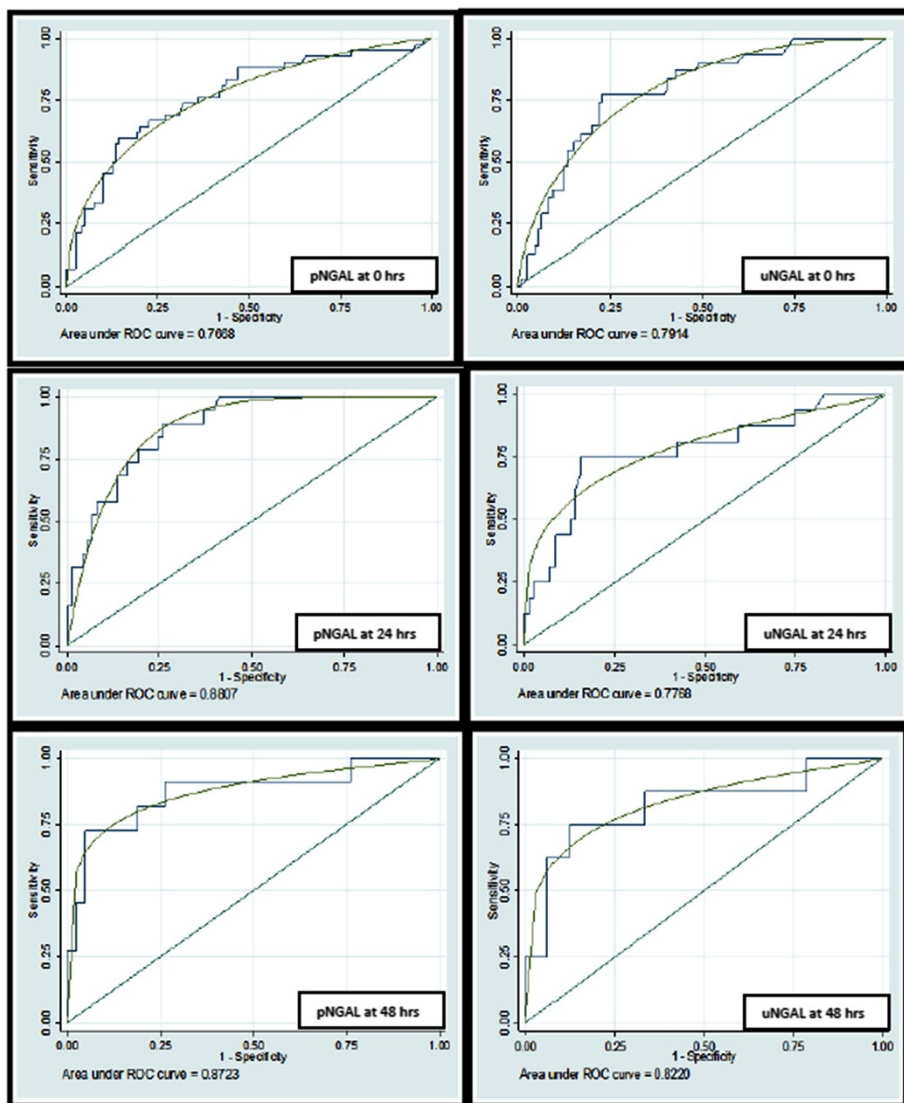 1.00
0.75
0.50
0.25
0.00
Sensitivity
pNGAL at 0 hrs
0.00 0.25 0.50 0.75 1.00
1 - Specificity
Area under ROC curve = 0.7668
1.00
0.75
0.50
0.25
0.00
Sensitivity
uNGAL at 0 hrs
0.00 0.25 0.50 0.75 1.00
1 - Specificity
Area under ROC curve = 0.7914
1.00
0.75
0.50
0.25
0.00
Sensitivity
pNGAL at 24 hrs
0.00 0.25 0.50 0.75 1.00
1 - Specificity
Area under ROC curve = 0.8807
1.00
0.75
0.50
0.25
0.00
Sensitivity
uNGAL at 24 hrs
0.00 0.25 0.50 0.75 1.00
1 - Specificity
Area under ROC curve = 0.7768
1.00
0.75
0.50
0.25
0.00
Sensitivity
pNGAL at 48 hrs
0.00 0.25 0.50 0.75 1.00
1 - Specificity
Area under ROC curve = 0.8723
1.00
0.75
0.50
0.25
0.00
Sensitivity
uNGAL at 48 hrs
0.00 0.25 0.50 0.75 1.00
1 - Specificity
Area under ROC curve = 0.8220